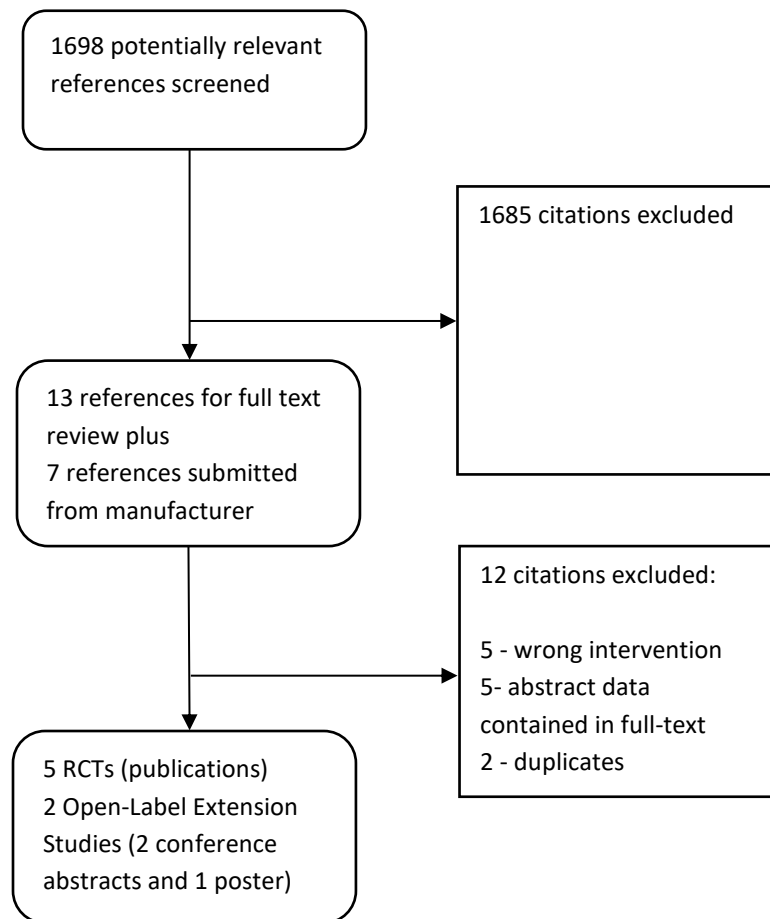 1698 potentially relevant
references screened
1685 citations excluded
13 references for full text
review plus
7 references submitted
from manufacturer
12 citations excluded:
5 - wrong intervention
5- abstract data
contained in full-text
2 - duplicates
5 RCTs (publications)
2 Open-Label Extension
Studies (2 conference
abstracts and 1 poster)